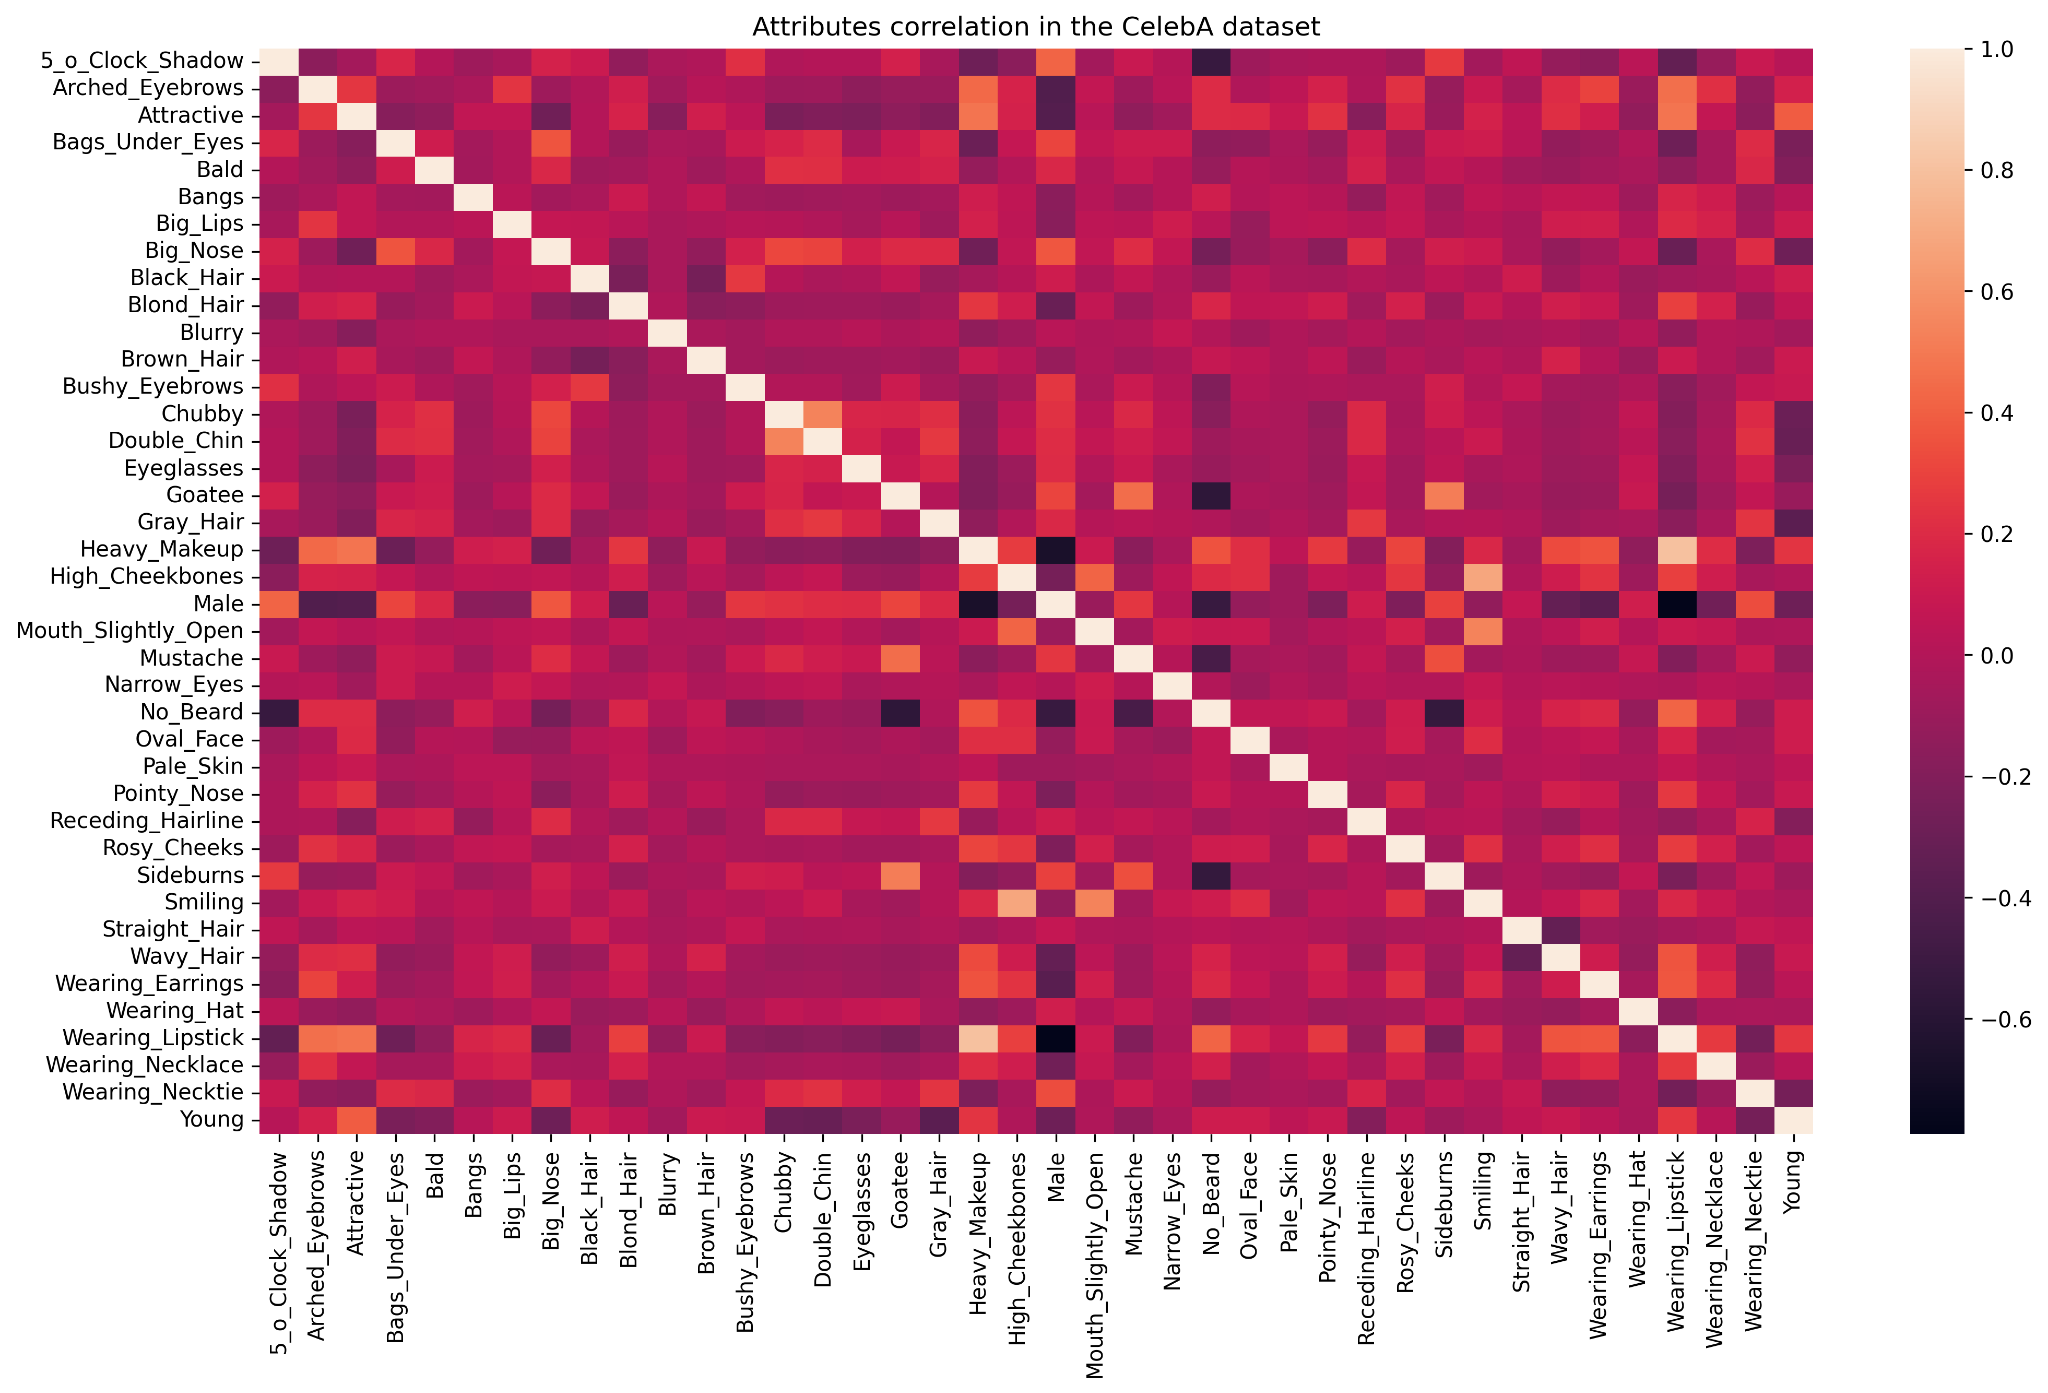 Attributes correlation in the CelebA dataset
5_o_Clock_Shadow
Arched_Eyebrows
Attractive
Bags_Under_Eyes
Bald
Bangs
Big_Lips
Big_Nose
Black_Hair
Blond_Hair
Blurry
Brown_Hair
Bushy_Eyebrows
Chubby
Double_Chin
Eyeglasses
Goatee
Gray_Hair
Heavy_Makeup
High_Cheekbones
Male
Mouth_Slightly_Open
Mustache
Narrow_Eyes
No_Beard
Oval_Face
Pale_Skin
Pointy_Nose
Receding_Hairline
Rosy_Cheeks
Sideburns
Smiling
Straight_Hair
Wavy_Hair
Wearing_Earrings
Wearing_Hat
Wearing_Lipstick
Wearing_Necklace
Wearing_Necktie
Young
5_o_Clock_Shadow
Arched_Eyebrows
Attractive
Bags_Under_Eyes
Bald
Bangs
Big_Lips
Big_Nose
Black_Hair
Blond_Hair
Blurry
Brown_Hair
Bushy_Eyebrows
Chubby
Double_Chin
Eyeglasses
Goatee
Gray_Hair
Heavy_Makeup
High_Cheekbones
Male
Mouth_Slightly_Open
Mustache
Narrow_Eyes
No_Beard
Oval_Face
Pale_Skin
Pointy_Nose
Receding_Hairline
Rosy_Cheeks
Sideburns
Smiling
Straight_Hair
Wavy_Hair
Wearing_Earrings
Wearing_Hat
Wearing_Lipstick
Wearing_Necklace
Wearing_Necktie
Young
1.0
0.8
0.6
0.4
0.2
0.0
−0.2
−0.4
−0.6